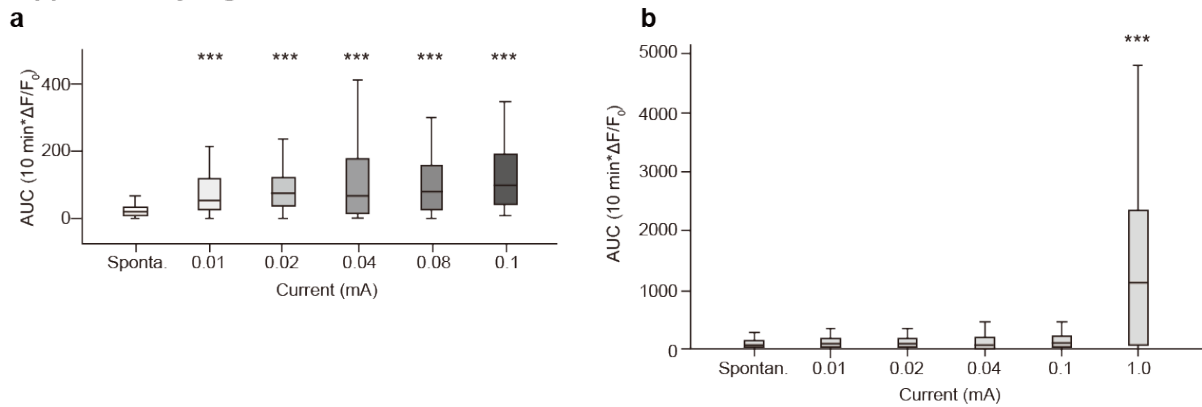 a
AUC (10 min*ΔF/F₀)
400
200
0
*** *** *** *** ***
Sponta. 0.01 0.02 0.04 0.08 0.1
Current (mA)
b
AUC (10 min*ΔF/F₀)
5000
4000
3000
2000
1000
0
***
Spontan. 0.01 0.02 0.04 0.1 1.0
Current (mA)